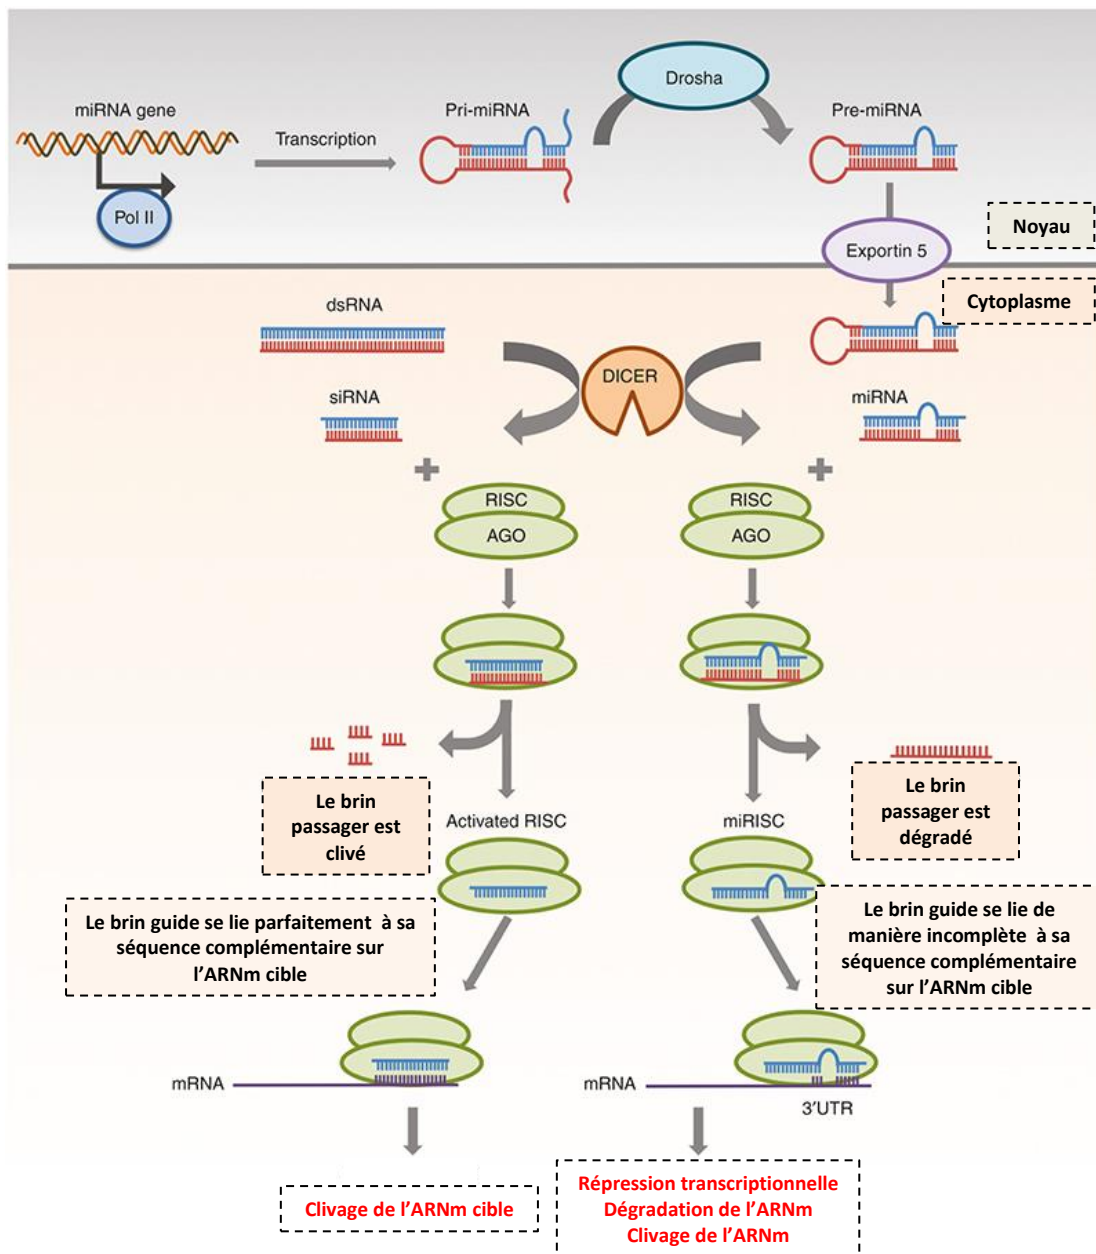 Drosha
miRNA gene
Pri-miRNA
Pre-miRNA
Transcription
Pol II
Noyau
Exportin 5
Cytoplasme
dsRNA
DICER
siRNA
miRNA
RISC
AGO
RISC
AGO
Le brin
passager est
clivé
Le brin
passager est
dégradé
Activated RISC
miRISC
Le brin guide se lie parfaitement à sa
séquence complémentaire sur
l’ARNm cible
Le brin guide se lie de
manière incomplète à sa
séquence complémentaire
sur l’ARNm cible
mRNA
mRNA
3′UTR
Clivage de l’ARNm cible
Répression transcriptionnelle
Dégradation de l’ARNm
Clivage de l’ARNm